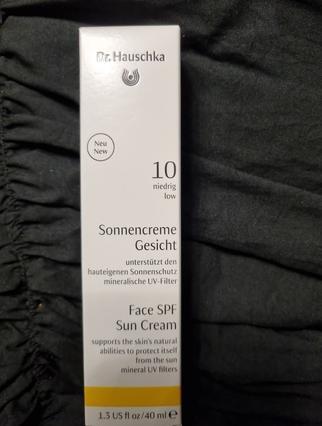 Dr. Hauschka
Neu
New
10
niedrig
low
Sonnencreme
Gesicht
unterstützt den
hauteigenen Sonnenschutz
mineralische UV-Filter
Face SPF
Sun Cream
supports the skin's natural
abilities to protect itself
from the sun
mineral UV filters
1.3 US fl oz/40 ml ℮